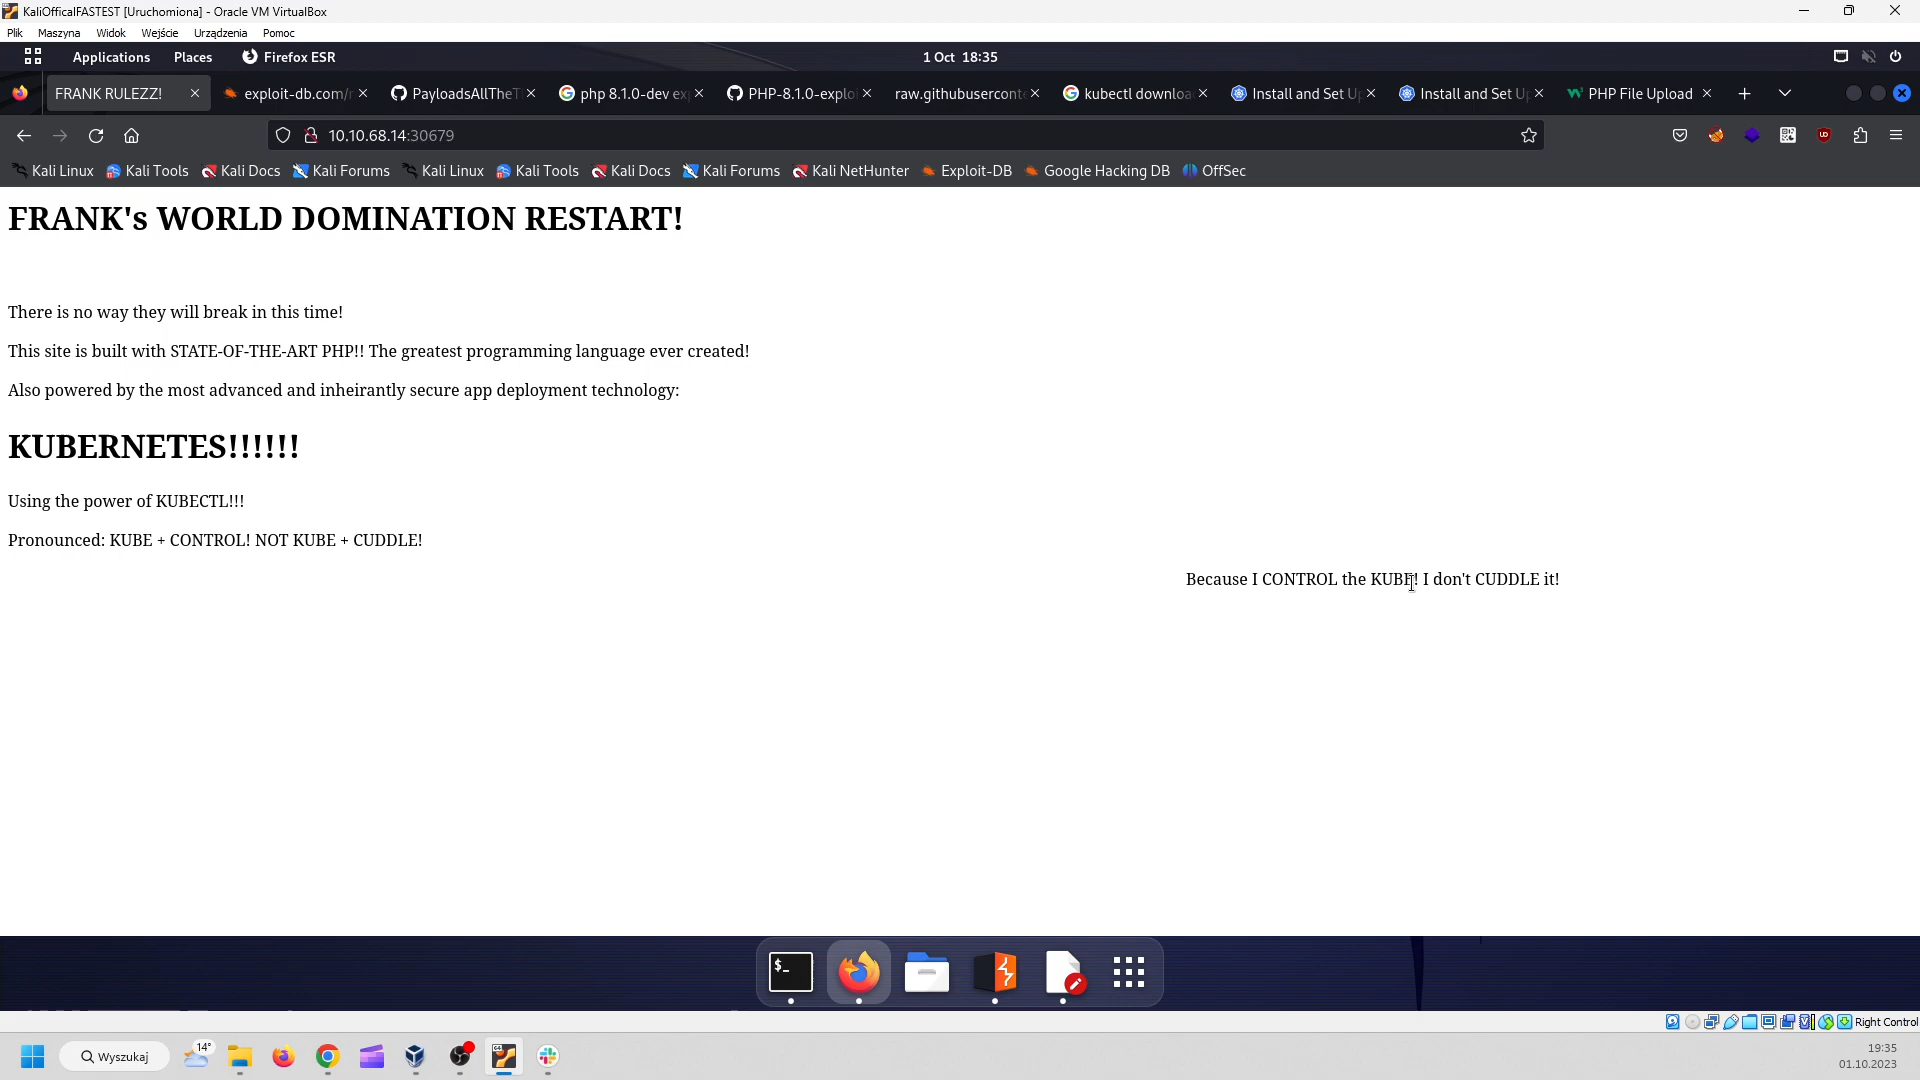 KaliOfficalFASTEST [Uruchomiona] - Oracle VM VirtualBox
Plik Maszyna Widok Wejście Urządzenia Pomoc
Applications Places Firefox ESR 1 Oct 18:35
FRANK RULEZZ! exploit-db.com/ PayloadsAllTheT php 8.1.0-dev ex PHP-8.1.0-exploi raw.githubuserconte kubectl downloa Install and Set Up Install and Set Up PHP File Upload
10.10.68.14:30679
Kali Linux Kali Tools Kali Docs Kali Forums Kali Linux Kali Tools Kali Docs Kali Forums Kali NetHunter Exploit-DB Google Hacking DB OffSec
FRANK's WORLD DOMINATION RESTART!
There is no way they will break in this time!
This site is built with STATE-OF-THE-ART PHP!! The greatest programming language ever created!
Also powered by the most advanced and inheirantly secure app deployment technology:
KUBERNETES!!!!!!
Using the power of KUBECTL!!!
Pronounced: KUBE + CONTROL! NOT KUBE + CUDDLE!
Because I CONTROL the KUBE! I don't CUDDLE it!
$_
Right Control
Wyszukaj 14° 64 19:35
01.10.2023